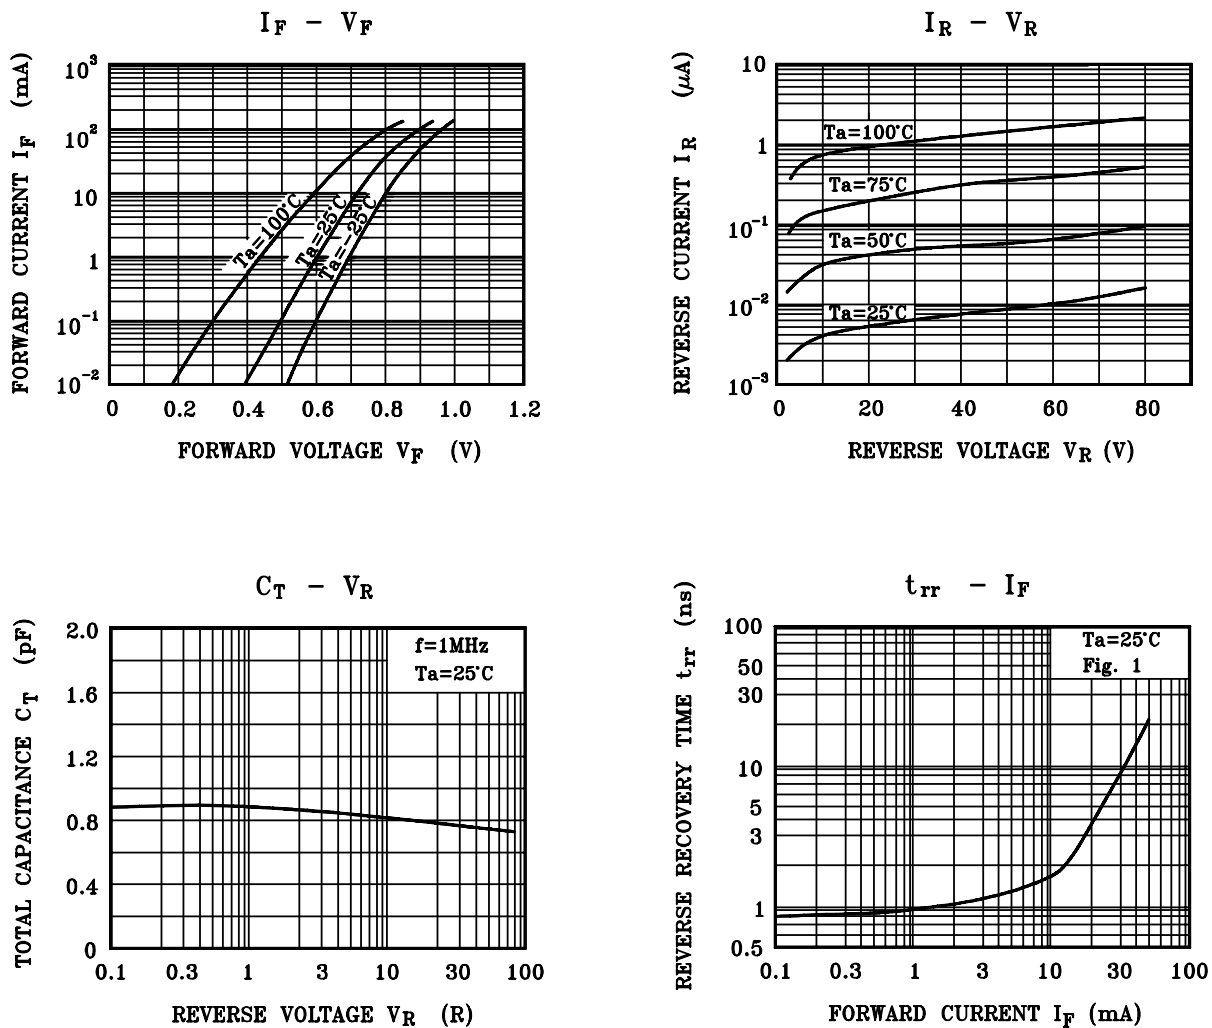 I_F − V_F
10³
10²
10
1
10⁻¹
10⁻²
FORWARD CURRENT I_F (mA)
Ta=100°C
Ta=25°C
Ta=−25°C
0 0.2 0.4 0.6 0.8 1.0 1.2
FORWARD VOLTAGE V_F (V)
I_R − V_R
10
1
10⁻¹
10⁻²
10⁻³
REVERSE CURRENT I_R (μA)
Ta=100°C
Ta=75°C
Ta=50°C
Ta=25°C
0 20 40 60 80
REVERSE VOLTAGE V_R (V)
C_T − V_R
2.0
1.6
1.2
0.8
0.4
0
TOTAL CAPACITANCE C_T (pF)
f=1MHz
Ta=25°C
0.1 0.3 1 3 10 30 100
REVERSE VOLTAGE V_R (R)
t_rr − I_F
100
50
30
10
5
3
1
0.5
REVERSE RECOVERY TIME t_rr (ns)
Ta=25°C
Fig. 1
0.1 0.3 1 3 10 30 100
FORWARD CURRENT I_F (mA)